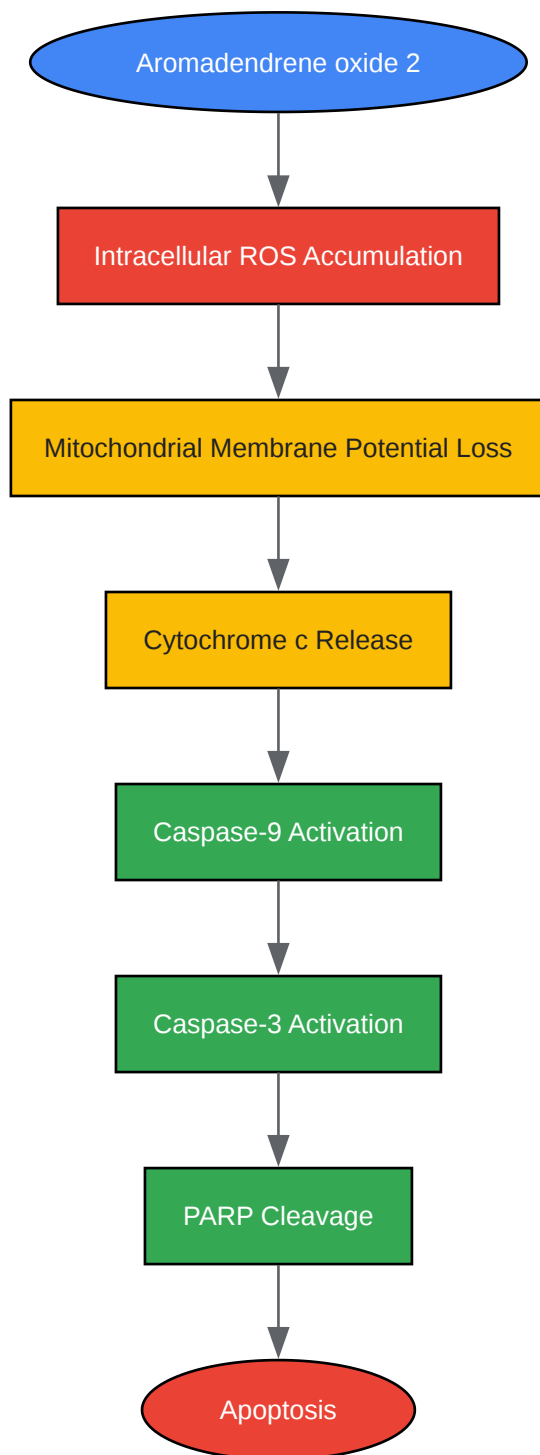 Aromadendrene oxide 2
Intracellular ROS Accumulation
Mitochondrial Membrane Potential Loss
Cytochrome c Release
Caspase-9 Activation
Caspase-3 Activation
PARP Cleavage
Apoptosis